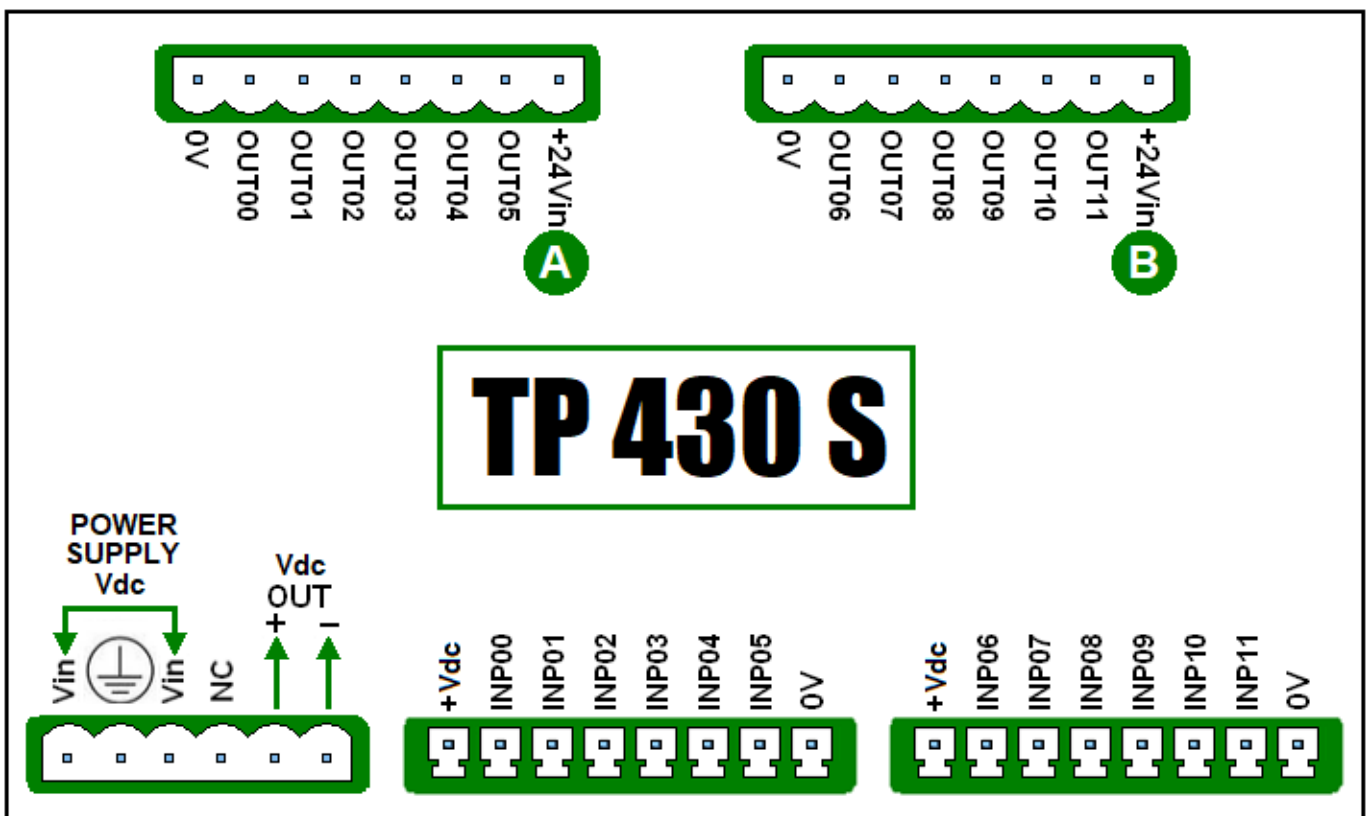 0V
OUT00
OUT01
OUT02
OUT03
OUT04
OUT05
+24Vin
A
0V
OUT06
OUT07
OUT08
OUT09
OUT10
OUT11
+24Vin
B
TP 430 S
POWER
SUPPLY
Vdc
Vin
Vin
NC
Vdc
OUT
+
−
+Vdc
INP00
INP01
INP02
INP03
INP04
INP05
0V
+Vdc
INP06
INP07
INP08
INP09
INP10
INP11
0V